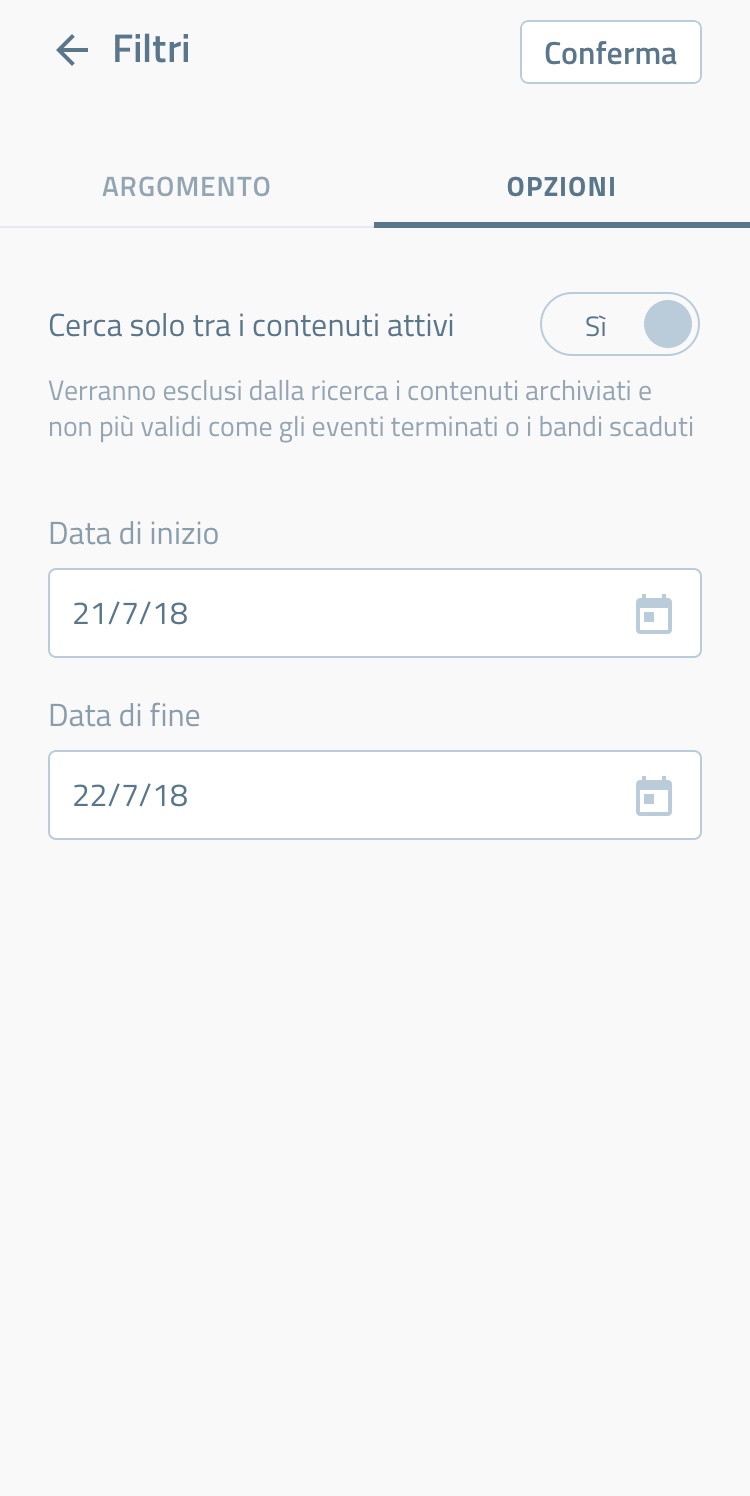 Filtri
Conferma
ARGOMENTO
OPZIONI
Cerca solo tra i contenuti attivi
Sì
Verranno esclusi dalla ricerca i contenuti archiviati e
non più validi come gli eventi terminati o i bandi scaduti
Data di inizio
21/7/18
Data di fine
22/7/18